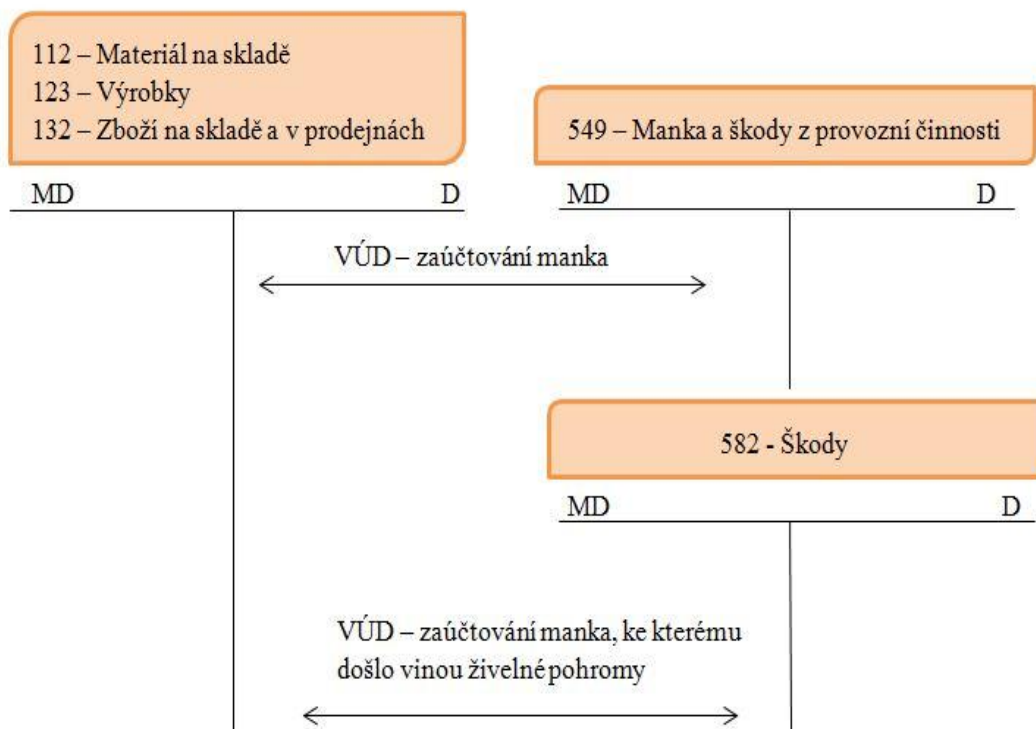 112 – Materiál na skladě
123 – Výrobky
132 – Zboží na skladě a v prodejnách
549 – Manka a škody z provozní činnosti
MD
D
MD
D
VÚD – zaúčtování manka
582 - Škody
MD
D
VÚD – zaúčtování manka, ke kterému
došlo vinou živelné pohromy